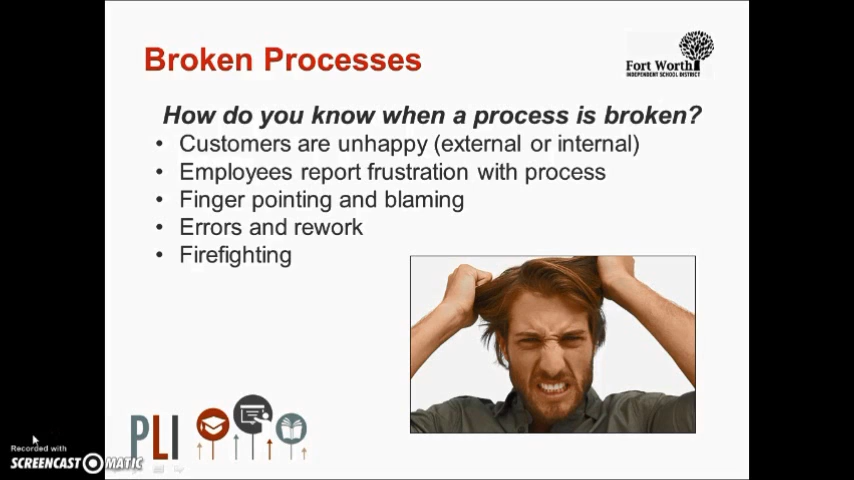 Broken Processes
Fort Worth
INDEPENDENT SCHOOL DISTRICT
How do you know when a process is broken?
• Customers are unhappy (external or internal)
• Employees report frustration with process
• Finger pointing and blaming
• Errors and rework
• Firefighting
PLI
Recorded with
SCREENCAST MATIC